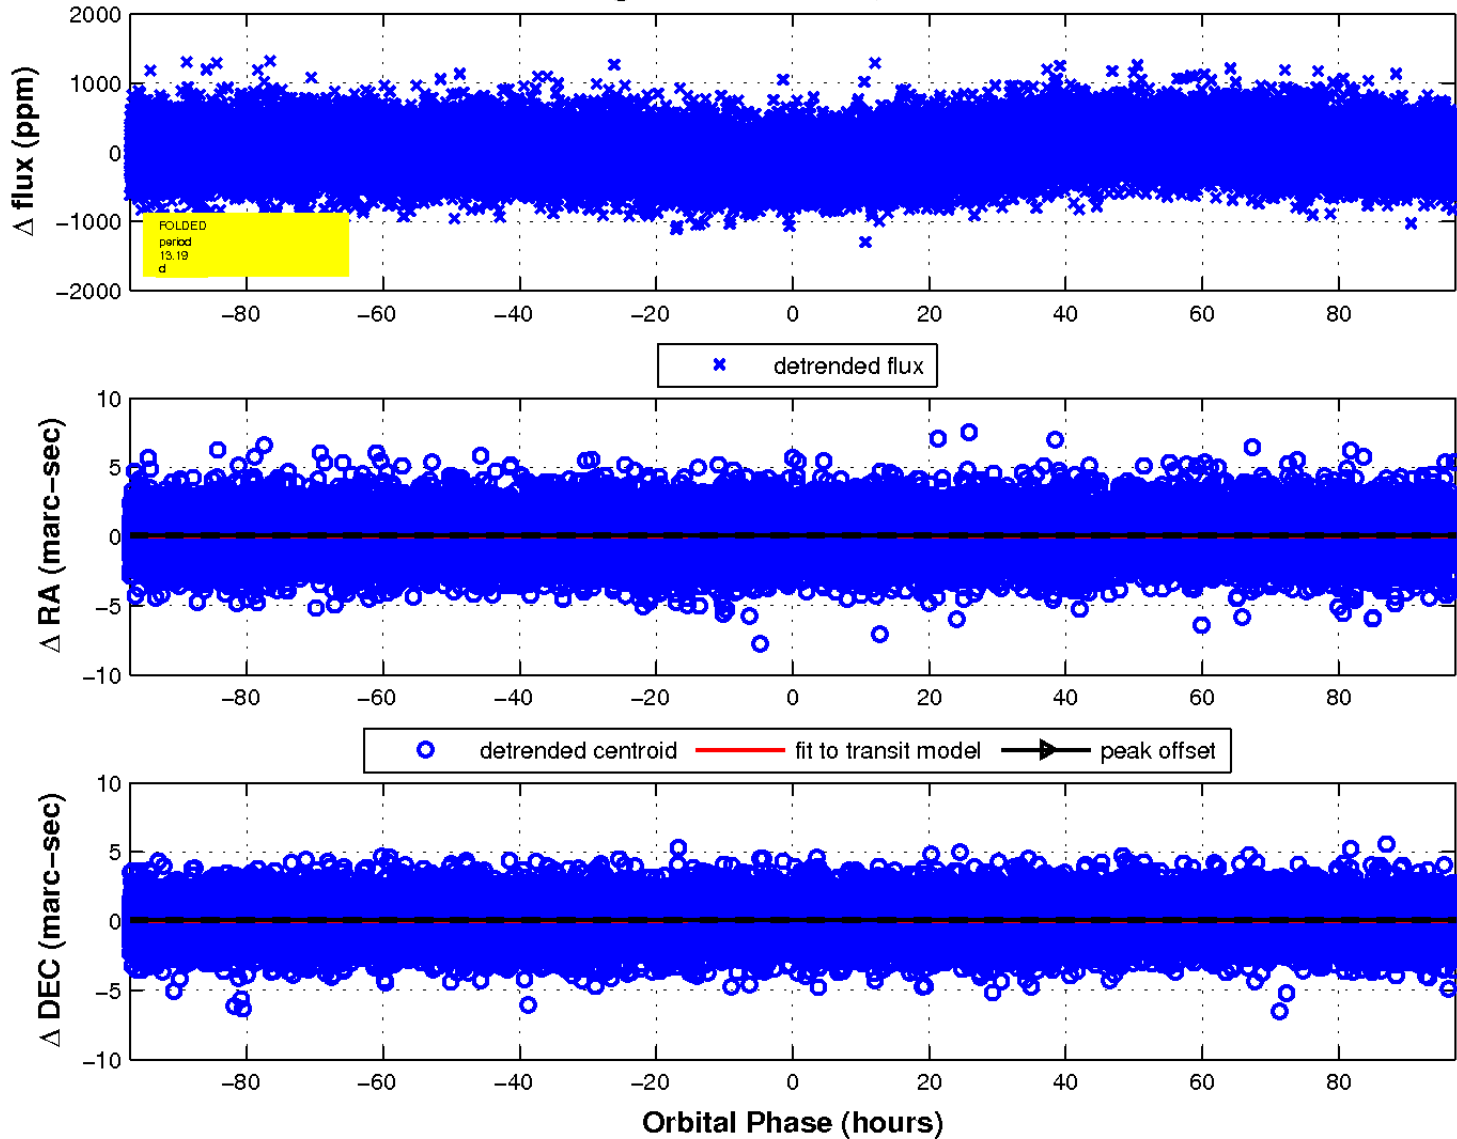 2000
1000
0
−1000
−2000
Δ flux (ppm)
FOLDED
period
13.19
d
−80 −60 −40 −20 0 20 40 60 80
detrended flux
10
5
0
−5
−10
Δ RA (marc−sec)
−80 −60 −40 −20 0 20 40 60 80
detrended centroid fit to transit model peak offset
10
5
0
−5
−10
Δ DEC (marc−sec)
−80 −60 −40 −20 0 20 40 60 80
Orbital Phase (hours)